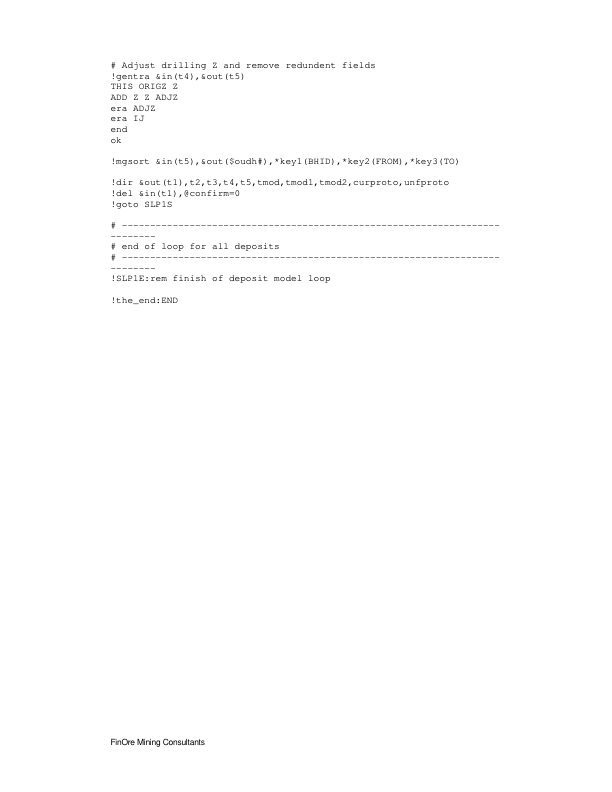 # Adjust drilling Z and remove redundent fields
!gentra &in(t4),&out(t5)
THIS ORIGZ Z
ADD Z Z ADJZ
era ADJZ
era IJ
end
ok
!mgsort &in(t5),&out($oudh#),*key1(BHID),*key2(FROM),*key3(TO)
!dir &out(t1),t2,t3,t4,t5,tmod,tmod1,tmod2,curproto,unfproto
!del &in(t1),@confirm=0
!goto SLP1S
# -------------------------------------------------------------------
--------
# end of loop for all deposits
# -------------------------------------------------------------------
--------
!SLP1E:rem finish of deposit model loop
!the_end:END
FinOre Mining Consultants